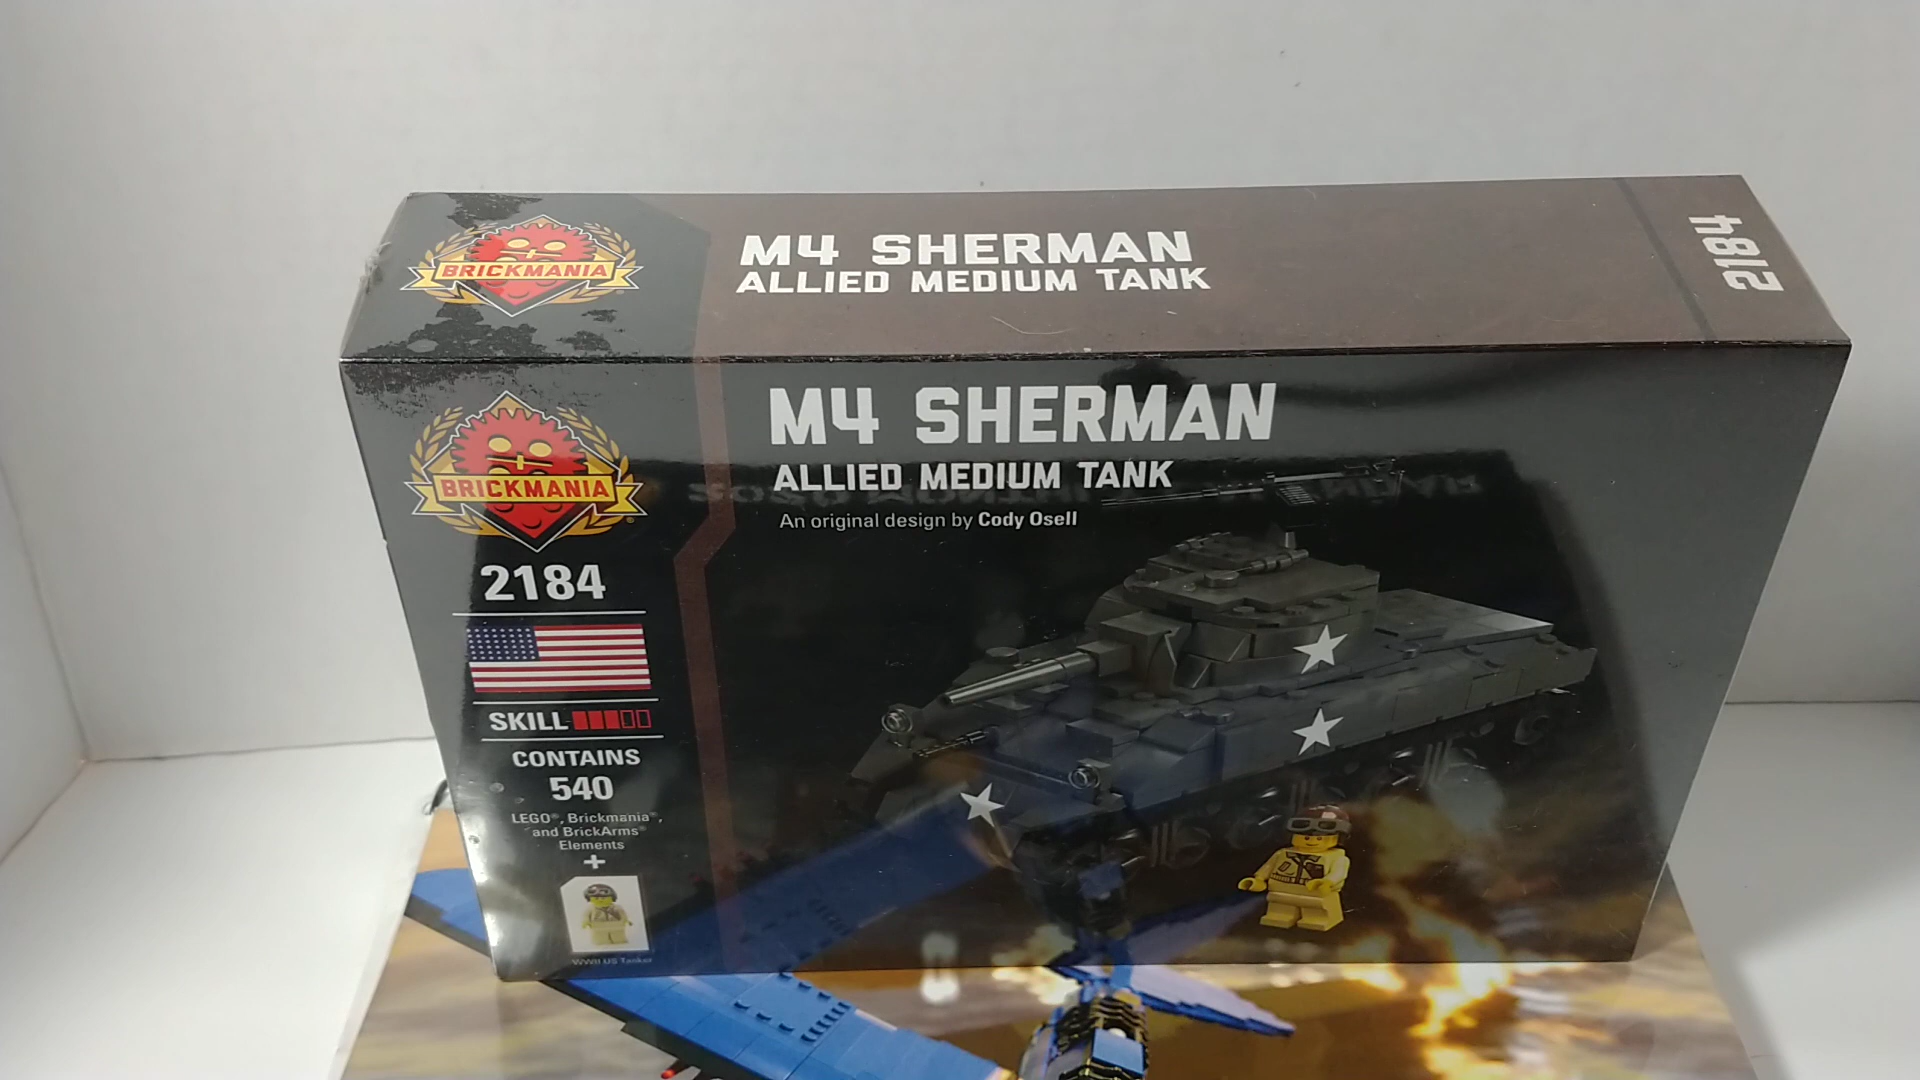 BRICKMANIA
M4 SHERMAN
ALLIED MEDIUM TANK
2184
BRICKMANIA
M4 SHERMAN
ALLIED MEDIUM TANK
An original design by Cody Osell
2184
SKILL
CONTAINS
540
LEGO®, Brickmania®,
and BrickArms®
Elements
+
WWII US Tanker